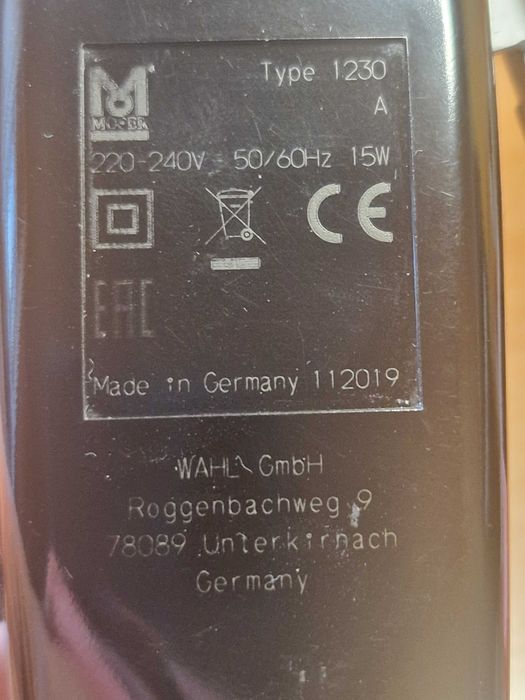 Type 1230
A
MOSER
220-240V 50/60Hz 15W
CE
EAC
Made in Germany 112019
WAHL GmbH
Roggenbachweg 9
78089 Unterkirnach
Germany